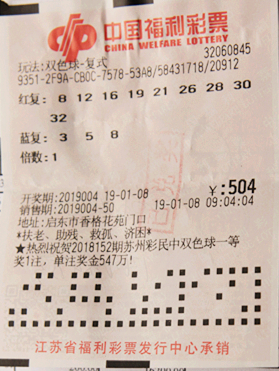 中国福利彩票
CHINA WELFARE LOTTERY
32060845
玩法:双色球-复式
9351-2F9A-CB0C-7578-53A8/58431718/20912
红复: 8 12 16 19 21 26 28 30
32
蓝复: 3 5 8
倍数:1
¥:504
开奖期:2019004 19-01-08
销售期:2019004-50 19-01-08 09:04:04
地址:启东市香格花苑门口
*扶老、助残、救孤、济困*
★热烈祝贺2018152期苏州彩民中双色球一等
奖1注,单注奖金547万!
江苏省福利彩票发行中心承销